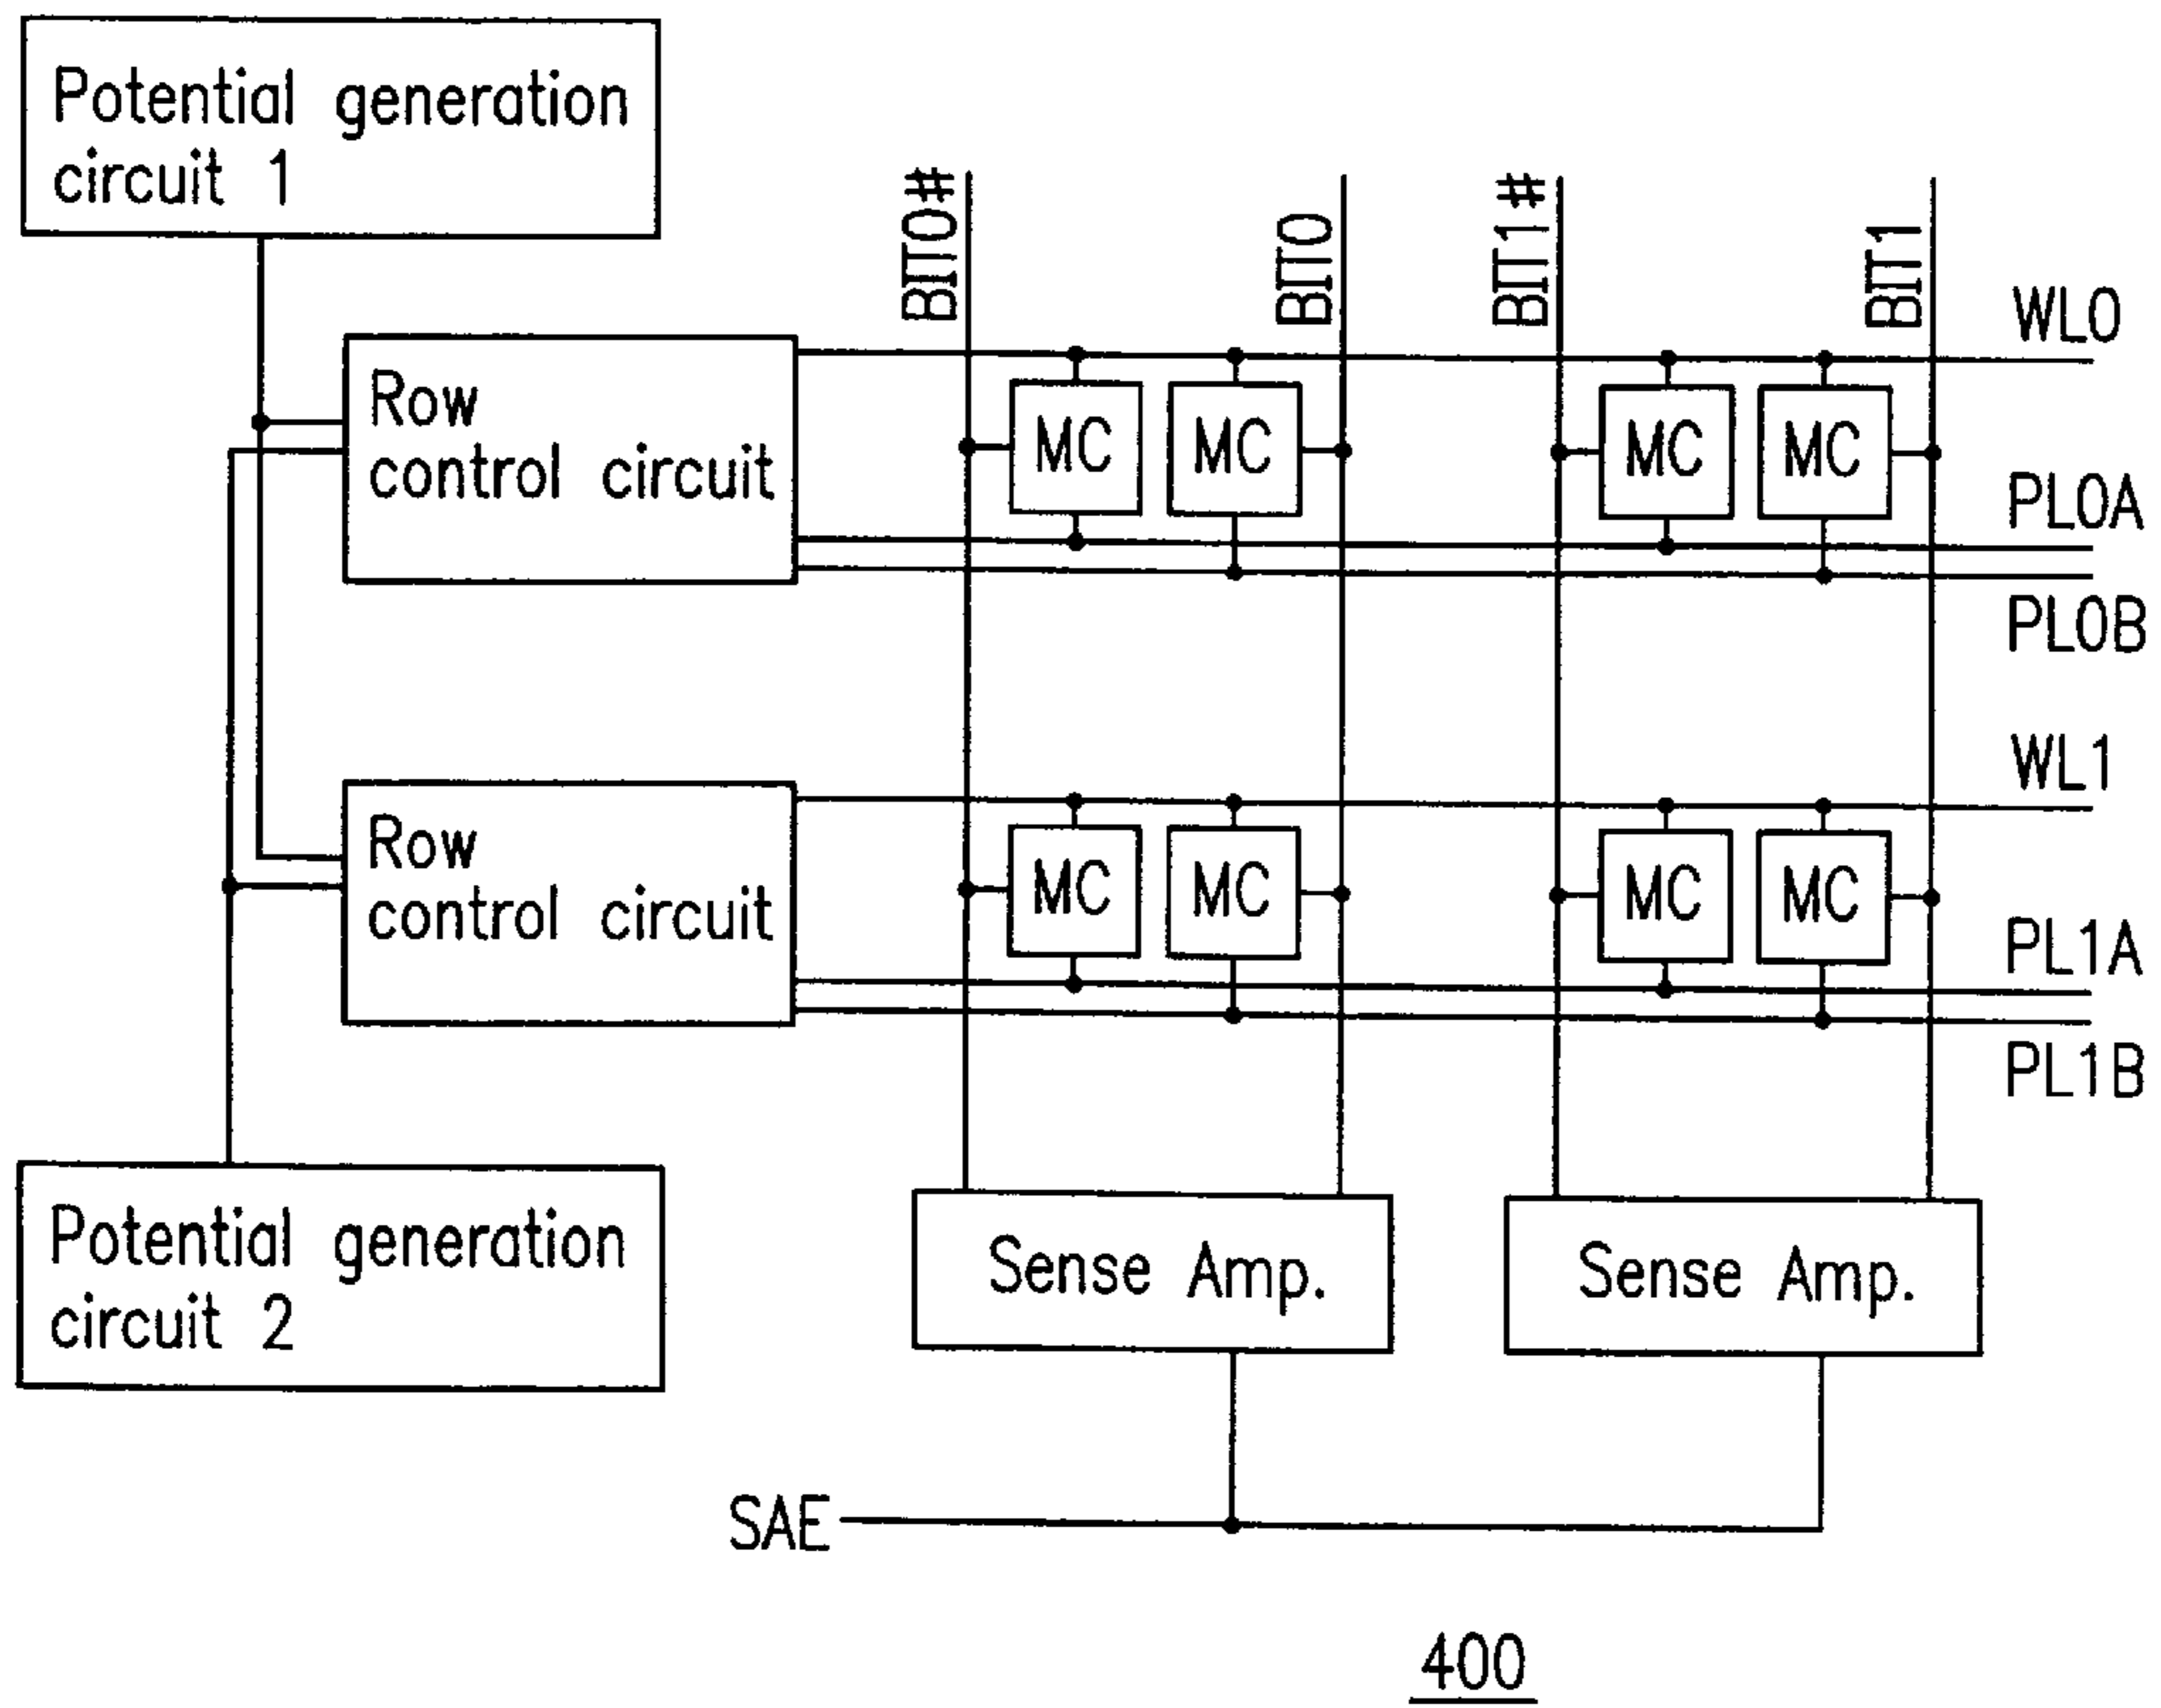 Potential generation
circuit 1
BIT0#
BIT0
BIT1#
BIT1
WL0
Row
control circuit
MC
MC
MC
MC
PL0A
PL0B
WL1
Row
control circuit
MC
MC
MC
MC
PL1A
PL1B
Potential generation
circuit 2
Sense Amp.
Sense Amp.
SAE
400